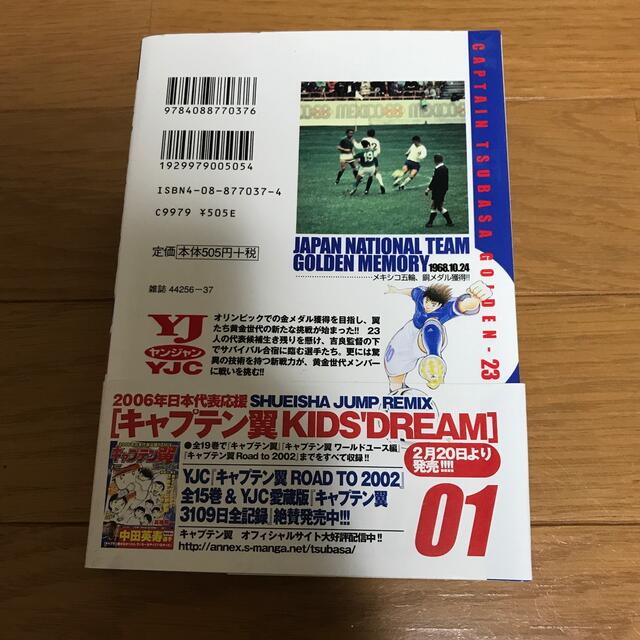 9784088770376
1929979005054
ISBN4-08-877037-4
C9979 ¥505E
定価 本体505円+税
雑誌 44256-37
MEXICO68 MEXICO68
19
JAPAN NATIONAL TEAM
GOLDEN MEMORY 1968.10.24
メキシコ五輪、銅メダル獲得!!
CAPTAIN TSUBASA GOLDEN-23
YJ
ヤンジャン
YJC
オリンピックでの金メダル獲得を目指し、翼
たち黄金世代の新たな挑戦が始まった!! 23
人の代表候補生き残りを懸け、吉良監督の下
でサバイバル合宿に臨む選手たち。更には驚
異の技術を持つ新戦力が、黄金世代メンバー
に戦いを挑む!!
2006年日本代表応援 SHUEISHA JUMP REMIX
[キャプテン翼 KIDS'DREAM]
●全19巻で『キャプテン翼』『キャプテン翼 ワールドユース編』
『キャプテン翼 Road to 2002』までをすべて収録!!
2月20日より
発売!!!!
YJC『キャプテン翼 ROAD TO 2002』
全15巻 & YJC愛蔵版『キャプテン翼
3109日全記録』絶賛発売中!!!
キャプテン翼 オフィシャルサイト大好評配信中!!
http://annex.s-manga.net/tsubasa/
01
キャプテン翼
中田英寿